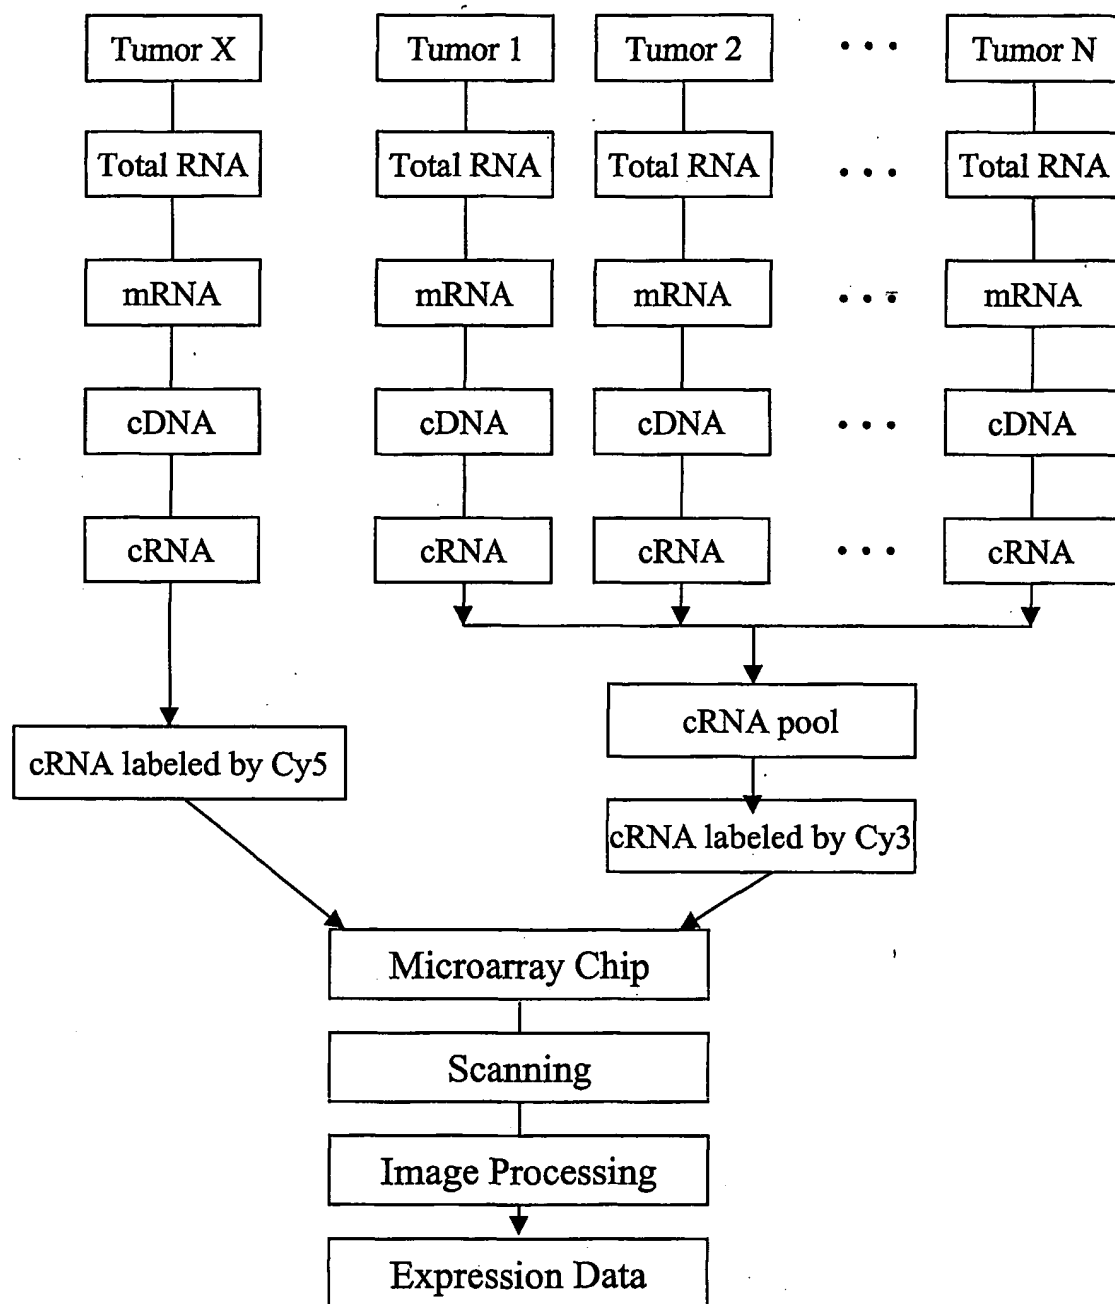 Tumor X Tumor 1 Tumor 2 • • • Tumor N
Total RNA Total RNA Total RNA • • • Total RNA
mRNA mRNA mRNA • • • mRNA
cDNA cDNA cDNA • • • cDNA
cRNA cRNA cRNA • • • cRNA
cRNA pool
cRNA labeled by Cy5
cRNA labeled by Cy3
Microarray Chip
Scanning
Image Processing
Expression Data